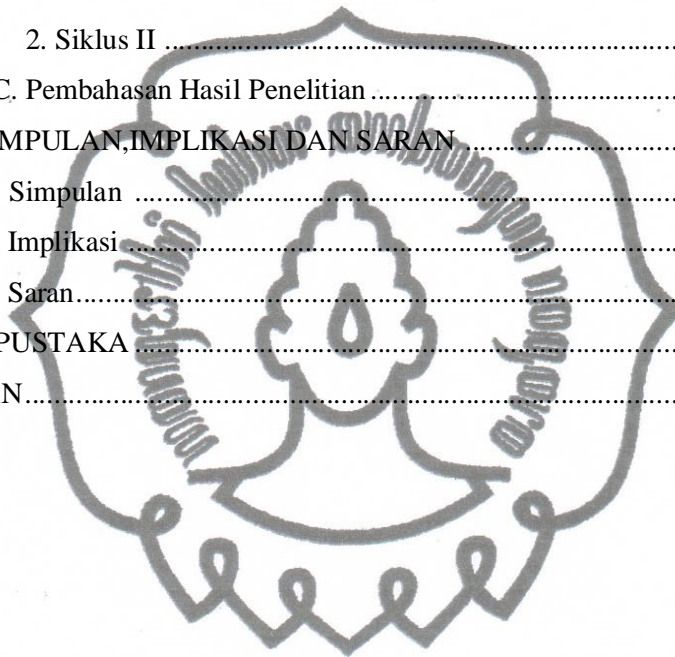 2. Siklus II ........................................................................
C. Pembahasan Hasil Penelitian ..........................................
MPULAN,IMPLIKASI DAN SARAN .............................
Simpulan ..........................................................................
Implikasi ..........................................................................
Saran..................................................................................
PUSTAKA ........................................................................
N.........................................................................................